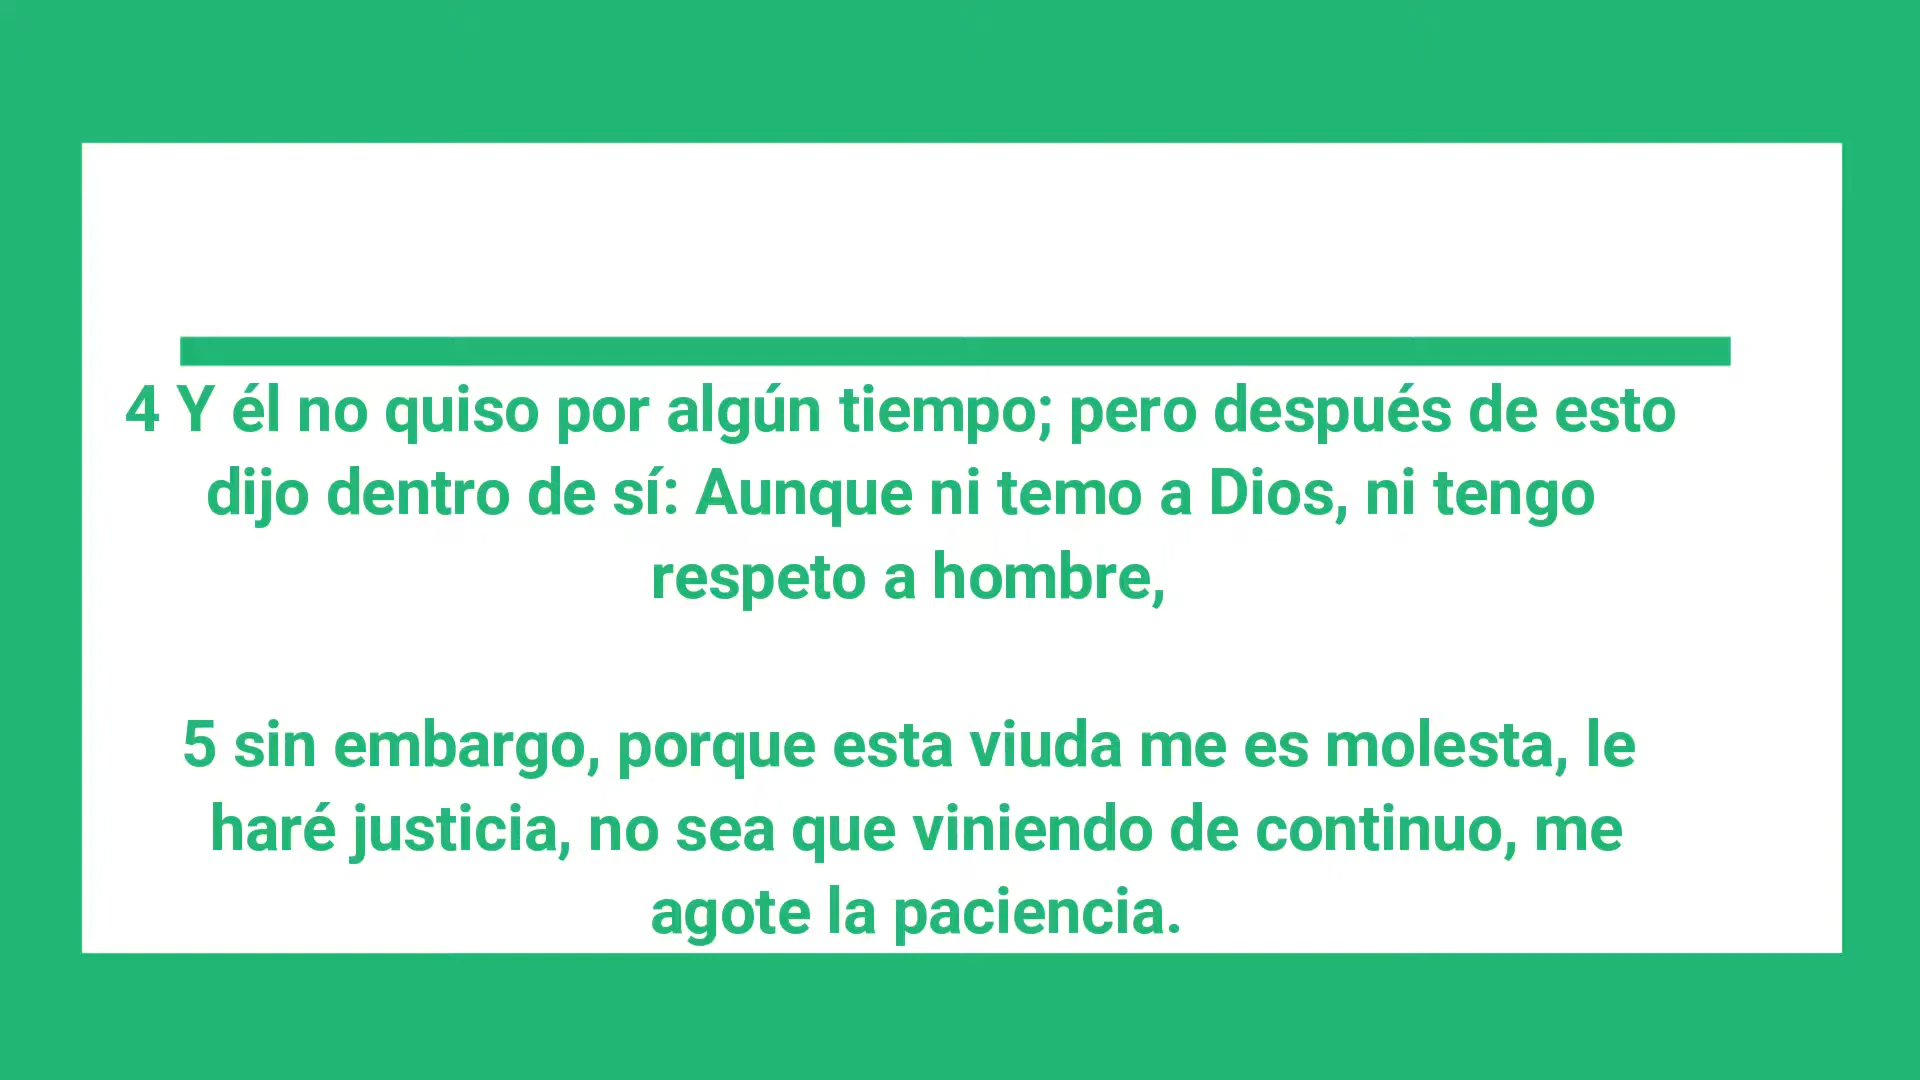 4 Y él no quiso por algún tiempo; pero después de esto
dijo dentro de sí: Aunque ni temo a Dios, ni tengo
respeto a hombre,
5 sin embargo, porque esta viuda me es molesta, le
haré justicia, no sea que viniendo de continuo, me
agote la paciencia.